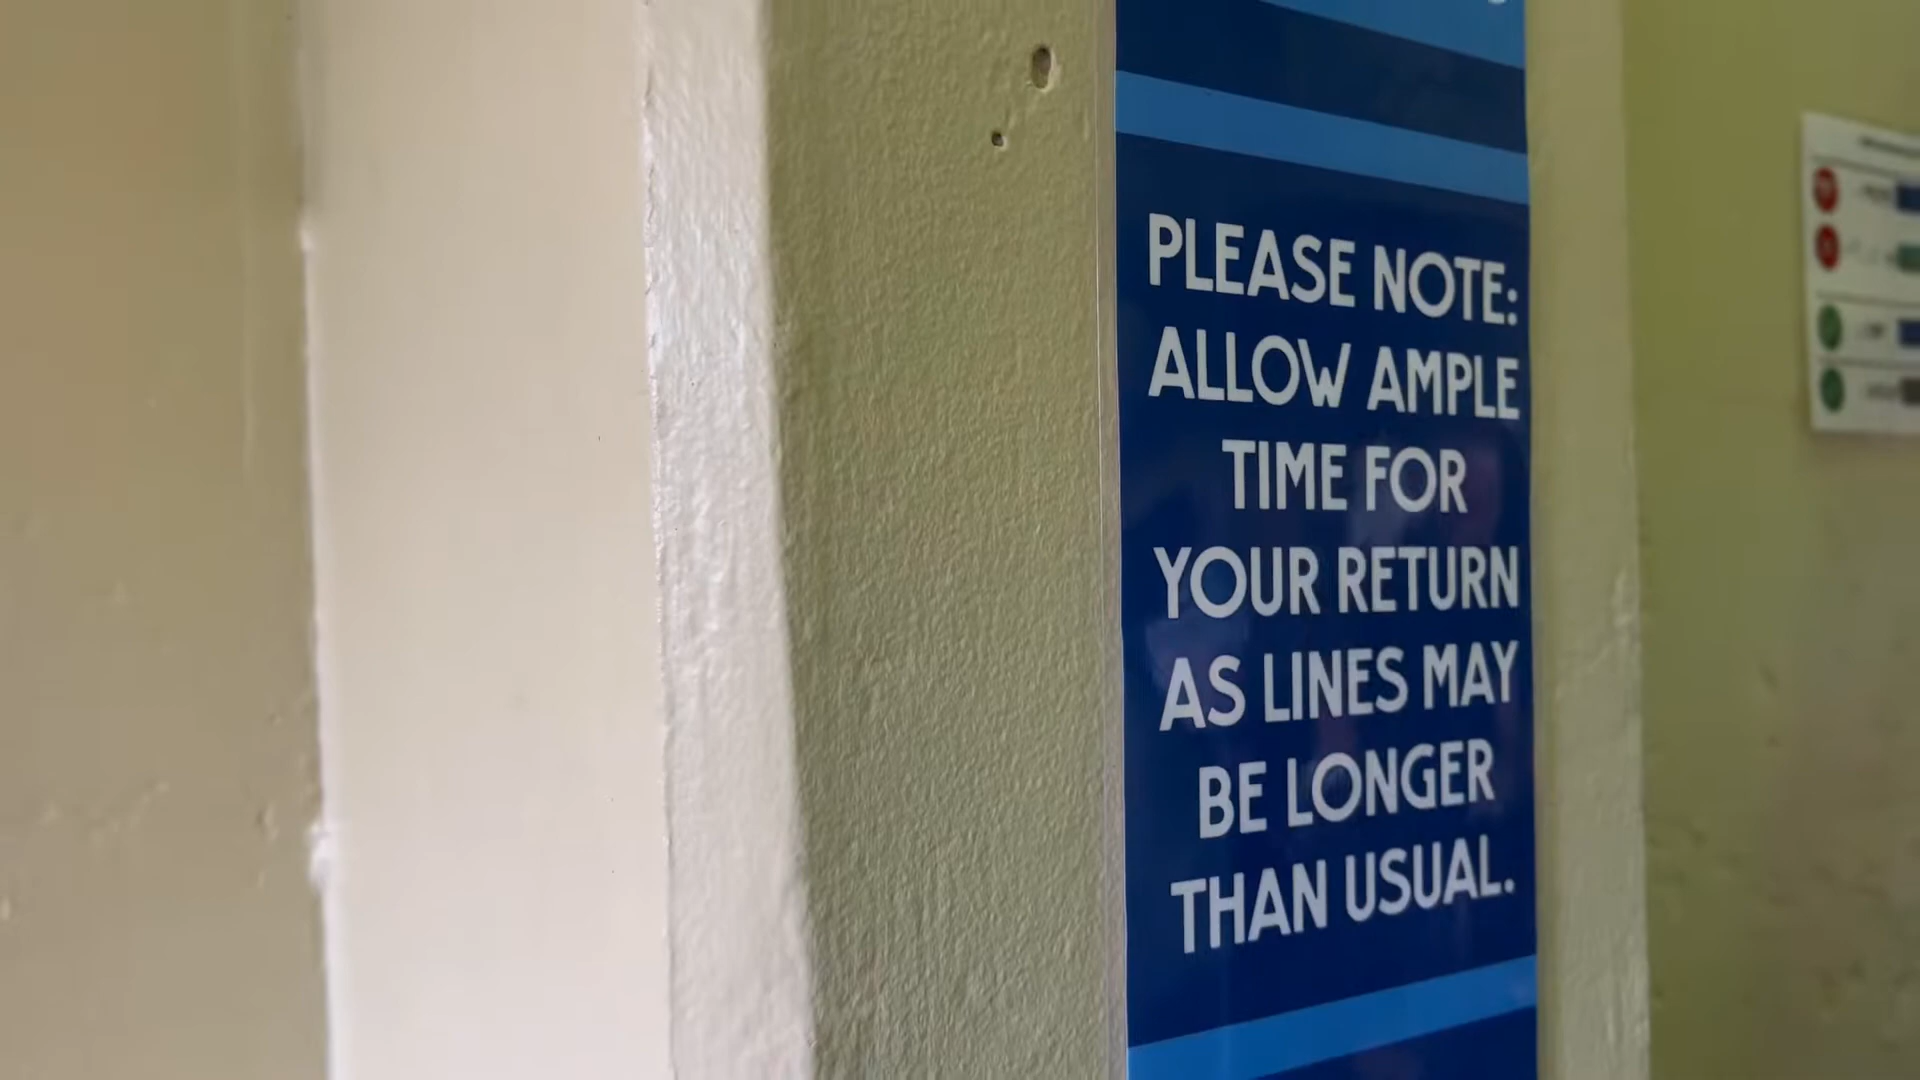 PLEASE NOTE:
ALLOW AMPLE
TIME FOR
YOUR RETURN
AS LINES MAY
BE LONGER
THAN USUAL.